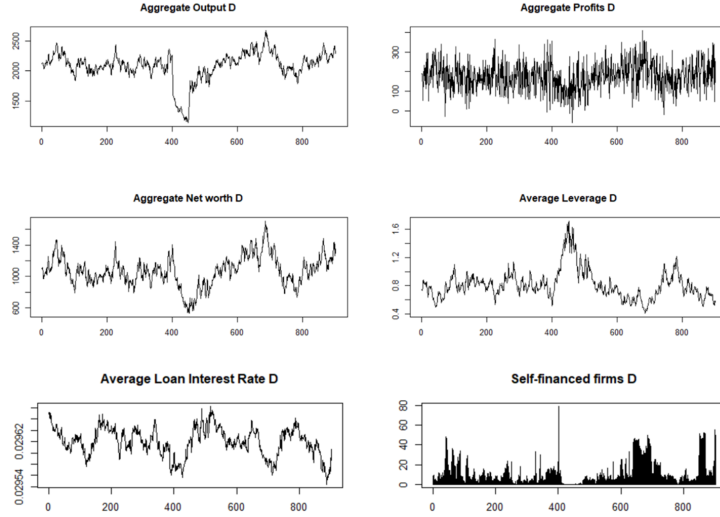 Aggregate Output D
2500
2000
1500
0 200 400 600 800
Aggregate Profits D
300
200
100
0
0 200 400 600 800
Aggregate Net worth D
1400
1000
600
0 200 400 600 800
Average Leverage D
1.6
1.2
0.8
0.4
0 200 400 600 800
Average Loan Interest Rate D
0.02962
0.02954
0 200 400 600 800
Self-financed firms D
80
60
40
20
0
0 200 400 600 800